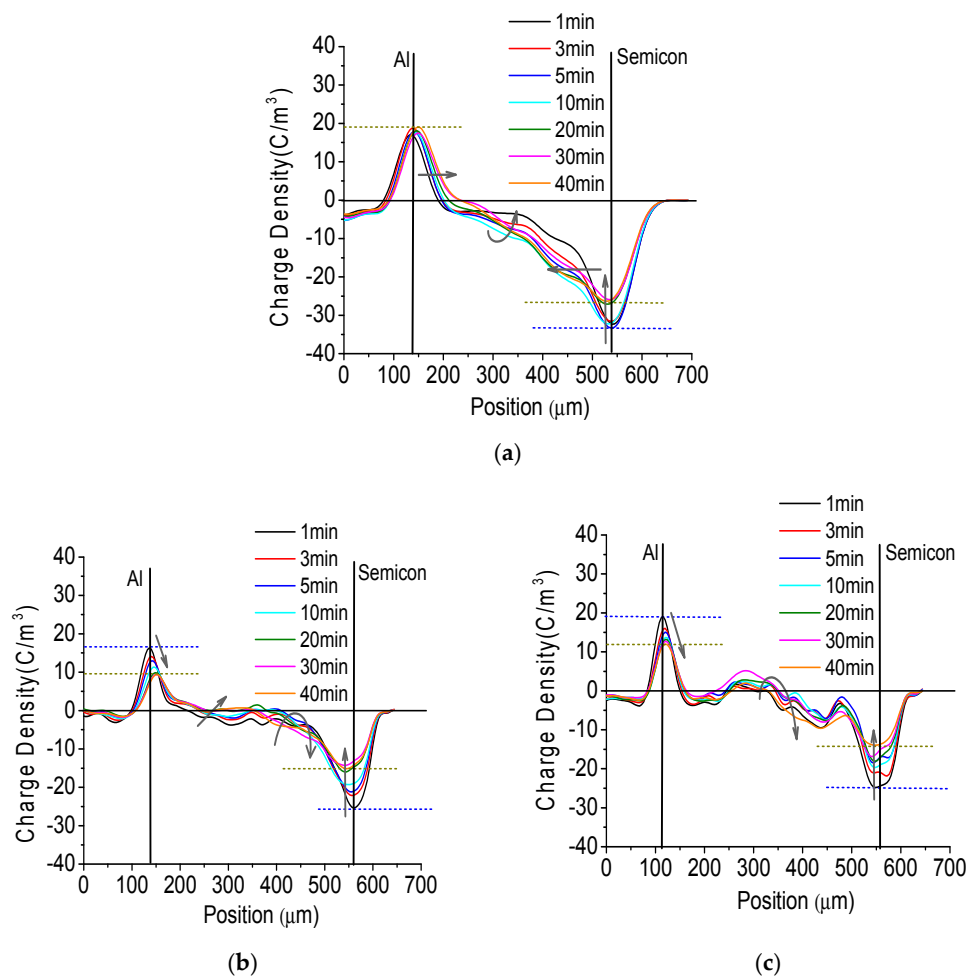 1min
3min
5min
10min
20min
30min
40min
Al
Semicon
40
30
20
10
0
-10
-20
-30
-40
Charge Density(C/m³)
0 100 200 300 400 500 600 700
Position (μm)
(a)
1min
3min
5min
10min
20min
30min
40min
Al
Semicon
40
30
20
10
0
-10
-20
-30
-40
Charge Density (C/m³)
0 100 200 300 400 500 600 700
Position (μm)
(b)
1min
3min
5min
10min
20min
30min
40min
Al
Semicon
40
30
20
10
0
-10
-20
-30
-40
Charge Density (C/m³)
0 100 200 300 400 500 600 700
Position (μm)
(c)